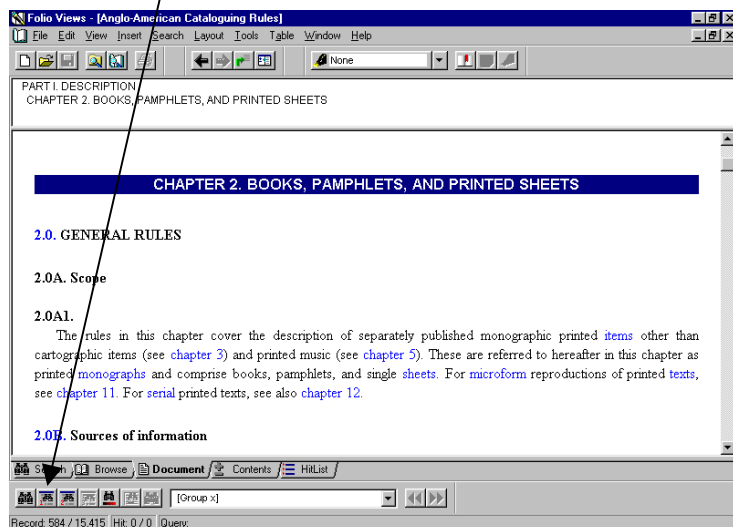 Folio Views - [Anglo-American Cataloguing Rules]
File Edit View Insert Search Layout Tools Table Window Help
None
PART I. DESCRIPTION
CHAPTER 2. BOOKS, PAMPHLETS, AND PRINTED SHEETS
CHAPTER 2. BOOKS, PAMPHLETS, AND PRINTED SHEETS
2.0. GENERAL RULES
2.0A. Scope
2.0A1.
The rules in this chapter cover the description of separately published monographic printed items other than
cartographic items (see chapter 3) and printed music (see chapter 5). These are referred to hereafter in this chapter as
printed monographs and comprise books, pamphlets, and single sheets. For microform reproductions of printed texts,
see chapter 11. For serial printed texts, see also chapter 12.
2.0B. Sources of information
Search Browse Document Contents HitList
[Group x]
Record: 584 / 15.415 Hit: 0 / 0 Query: